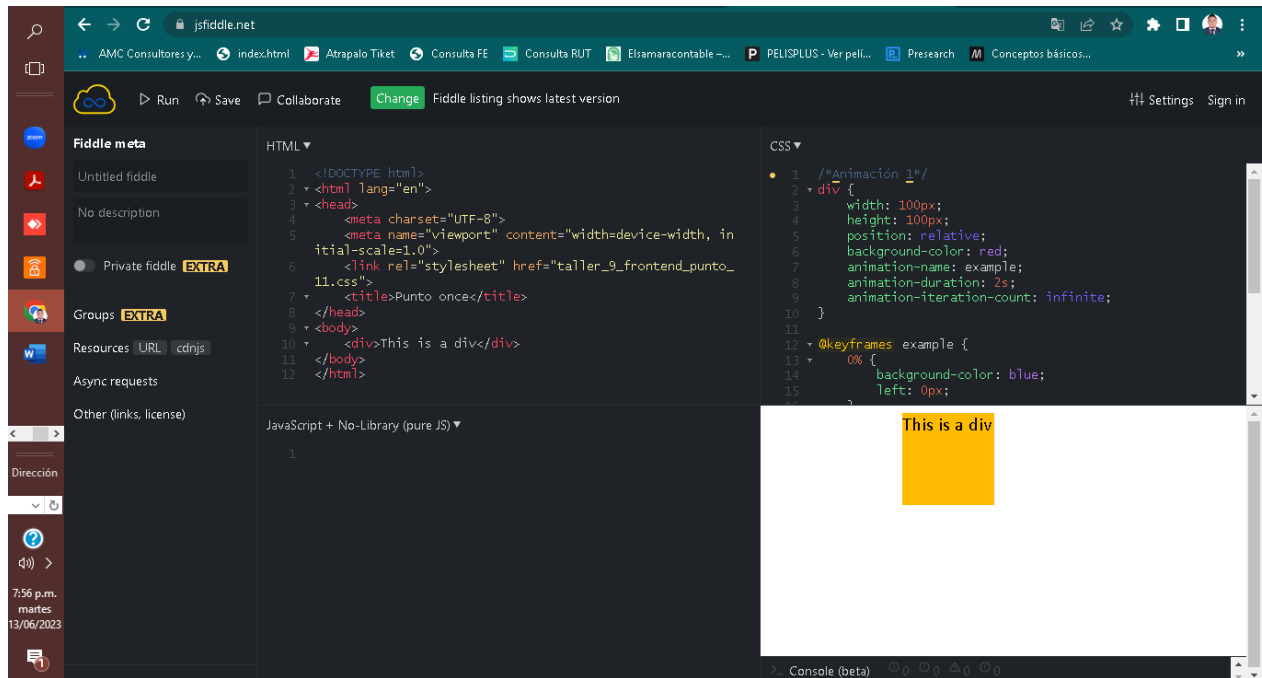 jsfiddle.net
AMC Consultores y... index.html Atrapalo Tiket Consulta FE Consulta RUT Elsamaracontable –... PELISPLUS - Ver pelí... Presearch Conceptos básicos... »
Run Save Collaborate Change Fiddle listing shows latest version Settings Sign in
zoom
Dirección
7:56 p.m.
martes
13/06/2023
1
Fiddle meta
Untitled fiddle
No description
Private fiddle EXTRA
Groups EXTRA
Resources URL cdnjs
Async requests
Other (links, license)
HTML
1 <!DOCTYPE html>
2 <html lang="en">
3 <head>
4 <meta charset="UTF-8">
5 <meta name="viewport" content="width=device-width, in
itial-scale=1.0">
6 <link rel="stylesheet" href="taller_9_frontend_punto_
11.css">
7 <title>Punto once</title>
8 </head>
9 <body>
10 <div>This is a div</div>
11 </body>
12 </html>
CSS
1 /*Animación 1*/
2 div {
3 width: 100px;
4 height: 100px;
5 position: relative;
6 background-color: red;
7 animation-name: example;
8 animation-duration: 2s;
9 animation-iteration-count: infinite;
10 }
11
12 @keyframes example {
13 0% {
14 background-color: blue;
15 left: 0px;
JavaScript + No-Library (pure JS)
1
This is a div
>_ Console (beta) 0 0 0 0